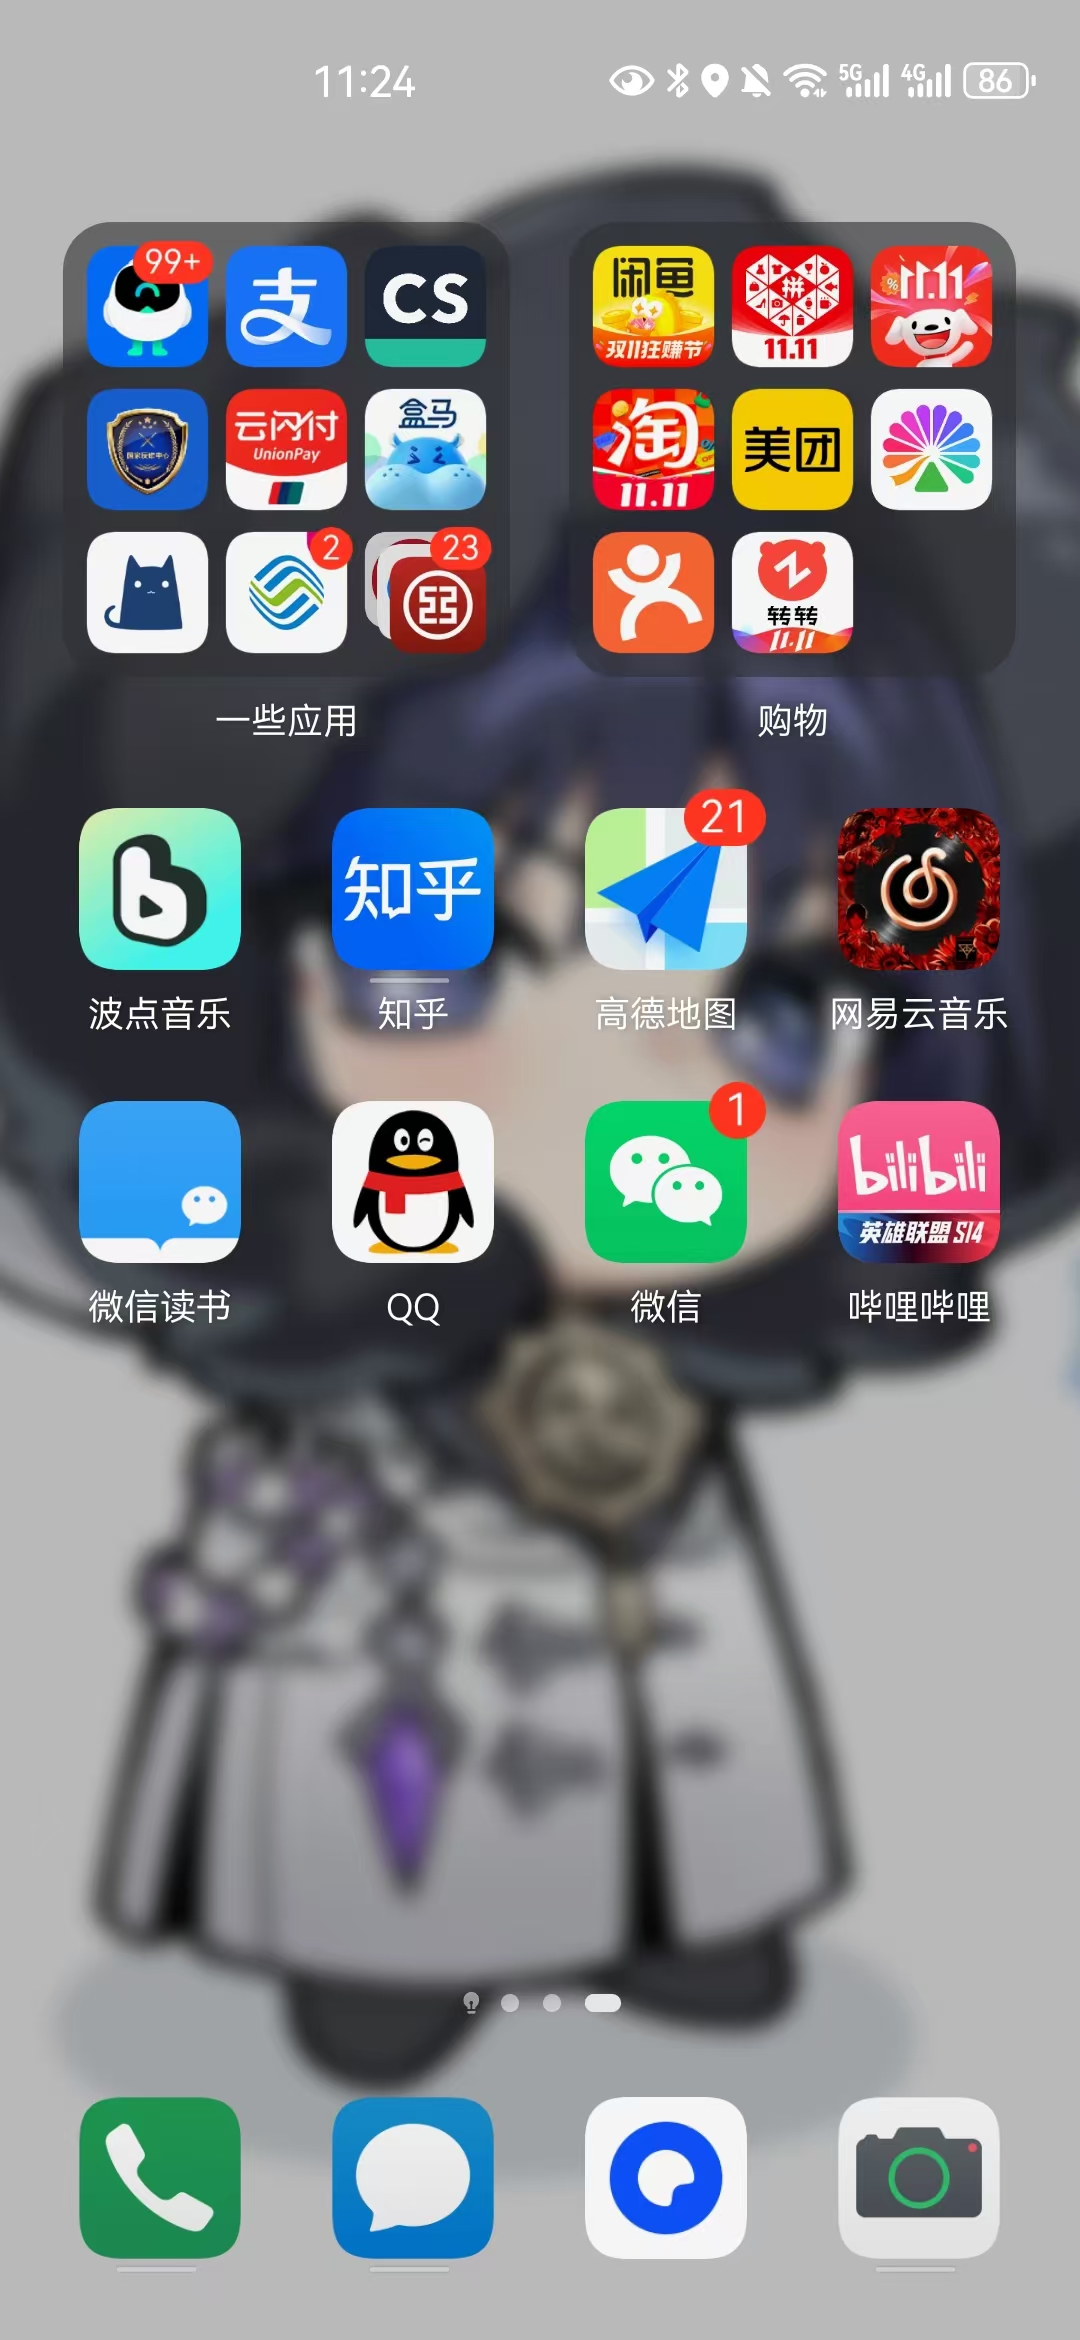 11:24
5G
4G
86
99+
支
CS
闲鱼
双11狂赚节
拼
11.11
11.11
云闪付
UnionPay
盒马
淘
11.11
美团
2
23
转转
11.11
一些应用
购物
知乎
21
波点音乐
知乎
高德地图
网易云音乐
1
bilibili
英雄联盟 S14
微信读书
QQ
微信
哔哩哔哩